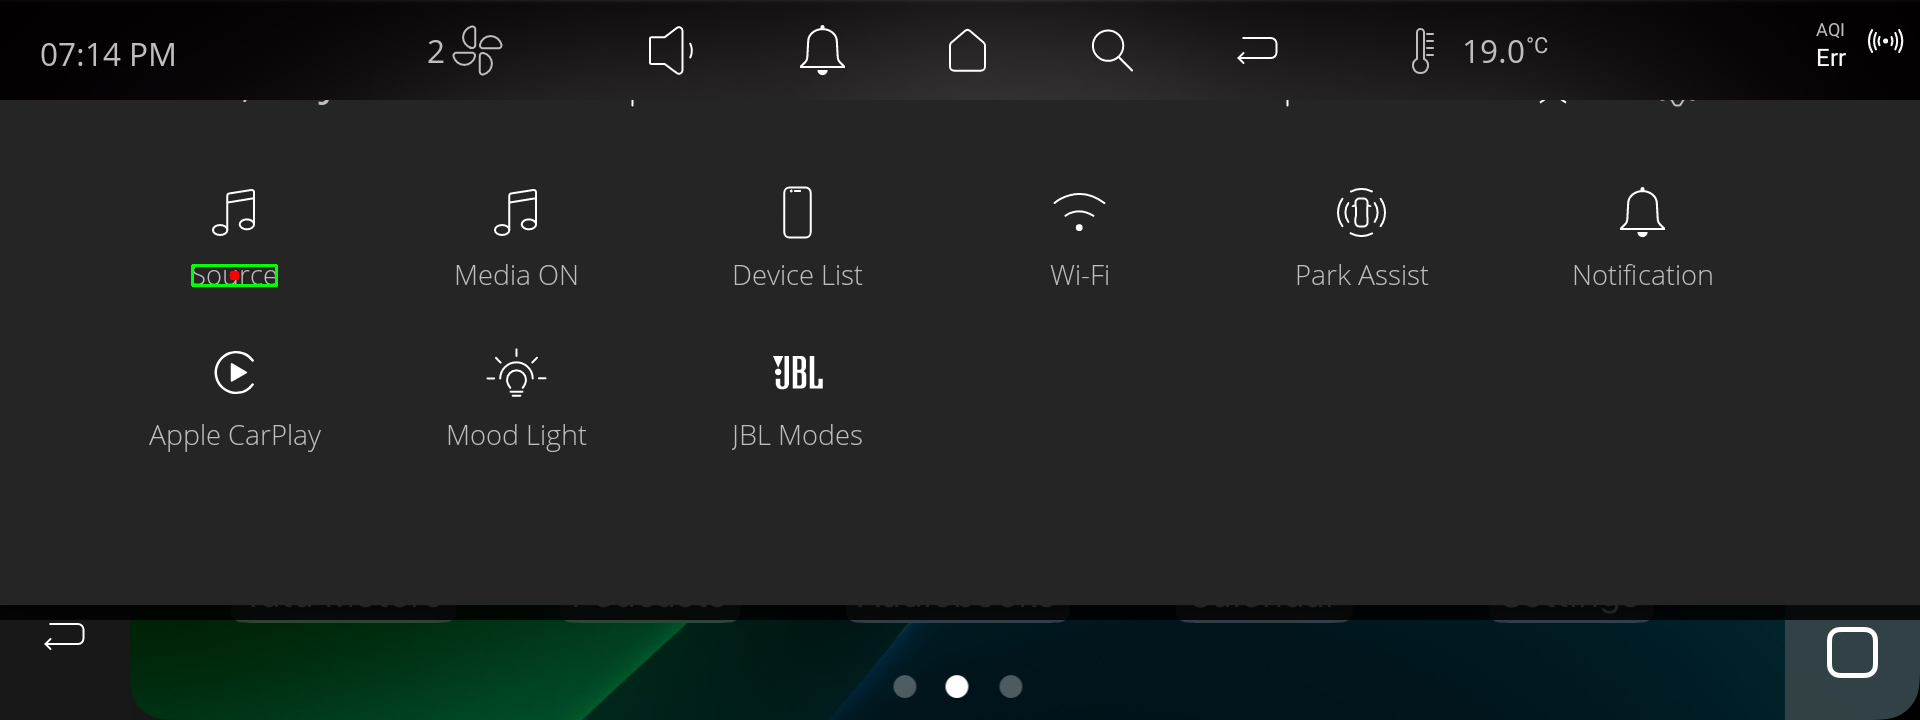 07:14 PM
2
19.0°C
AQI
Err
Source
Media ON
Device List
Wi-Fi
Park Assist
Notification
Apple CarPlay
Mood Light
JBL
JBL Modes